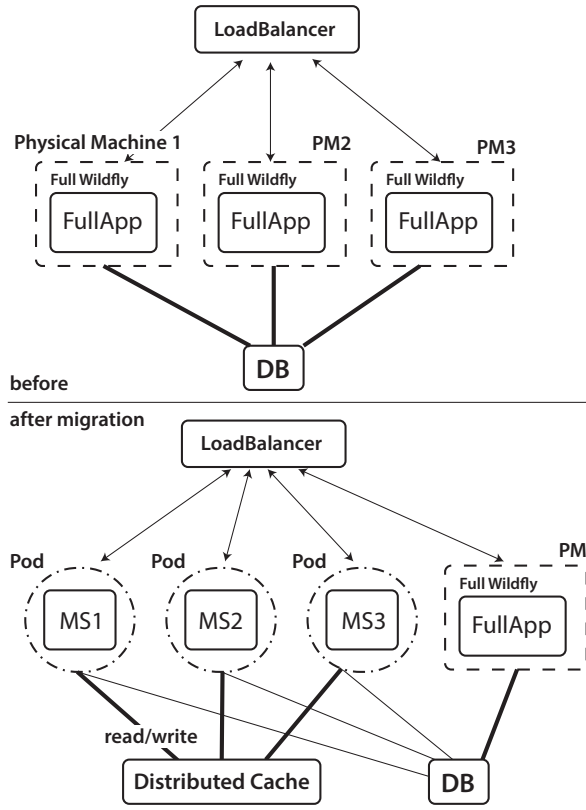 LoadBalancer
Physical Machine 1
PM2
PM3
Full Wildfly
Full Wildfly
Full Wildfly
FullApp
FullApp
FullApp
DB
before
after migration
LoadBalancer
Pod
Pod
Pod
PM
Full Wildfly
MS1
MS2
MS3
FullApp
read/write
Distributed Cache
DB